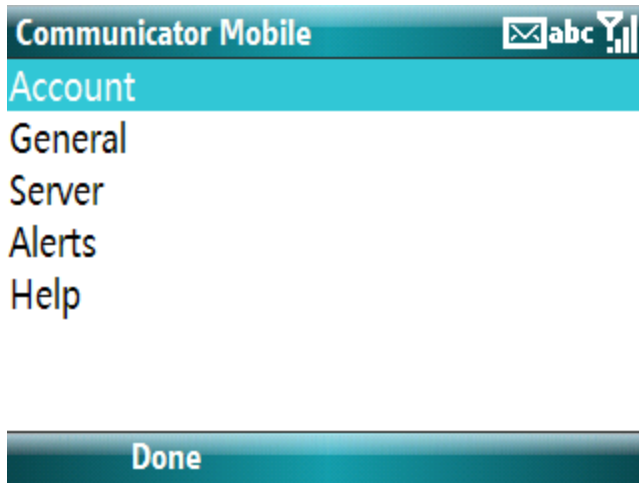 Communicator Mobile abc
Account
General
Server
Alerts
Help
Done